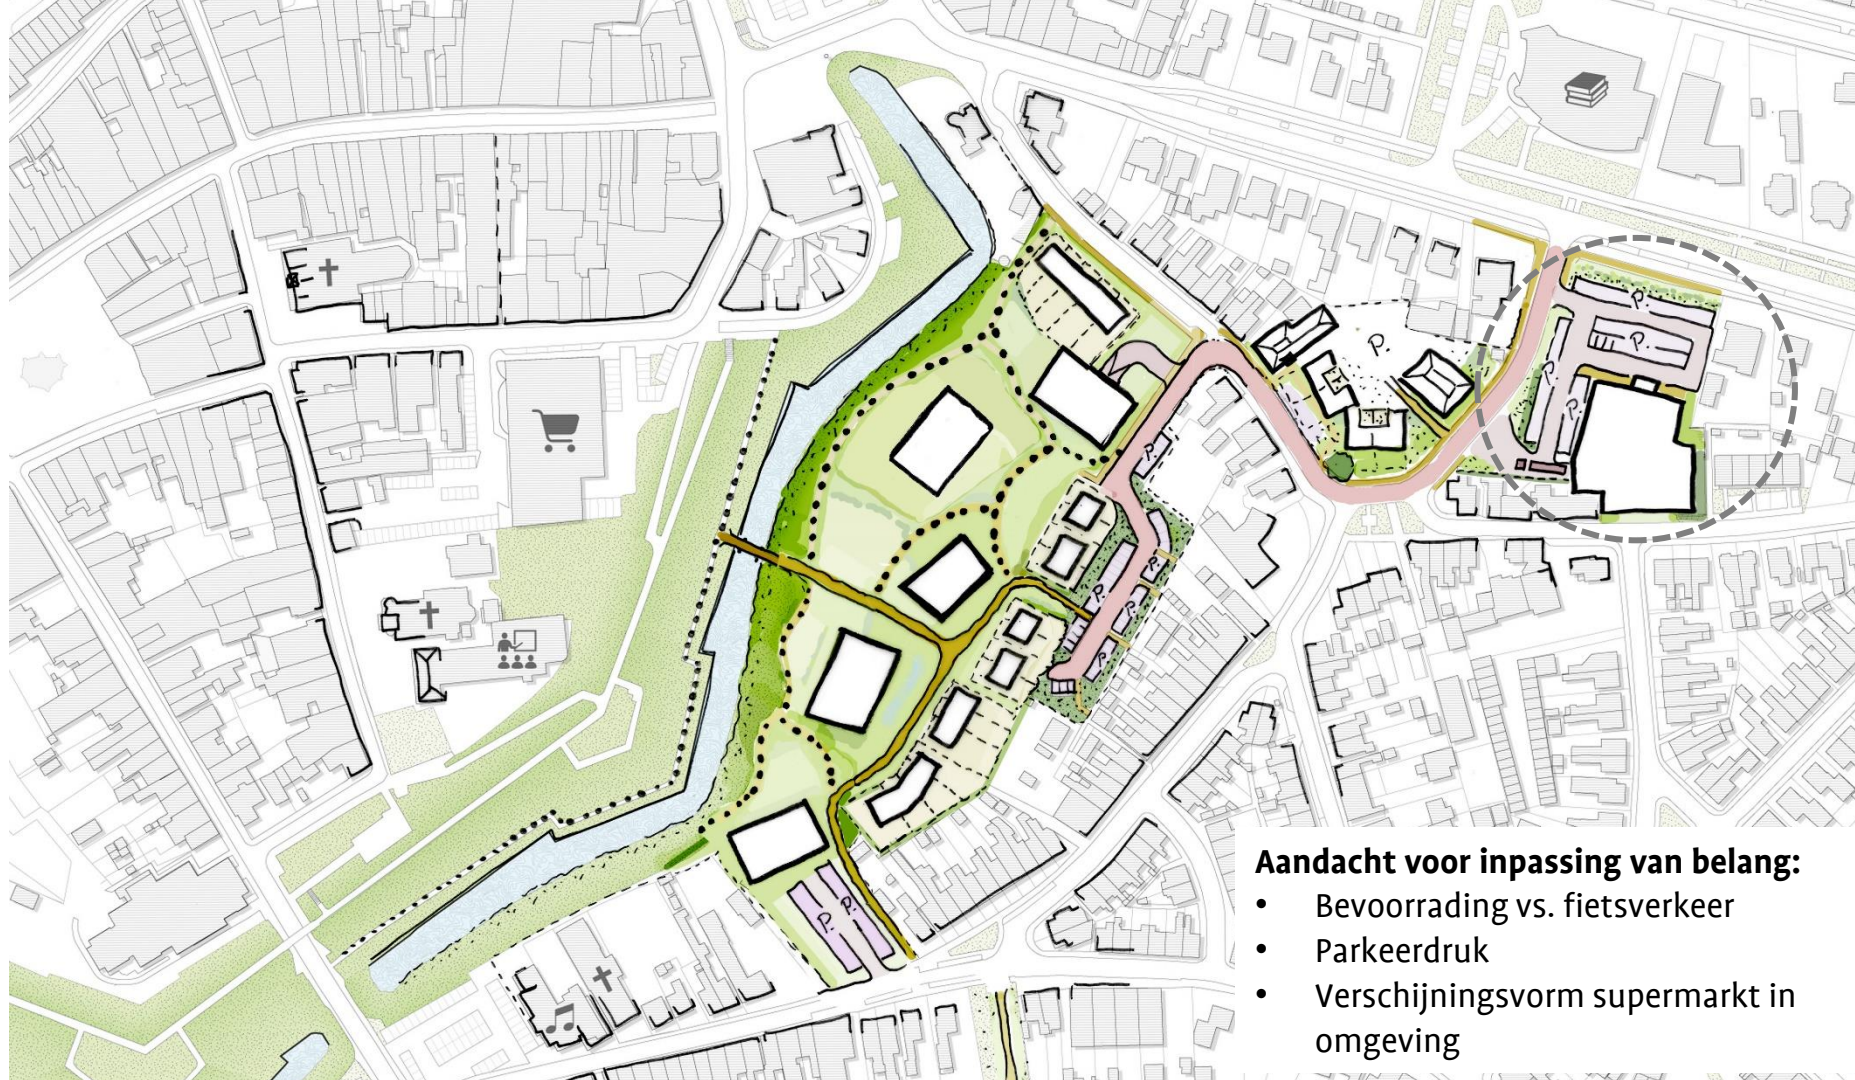 P.
P.
P.
P.
P.
P.
P.
P.
P.
P.
P.
P. P.
Aandacht voor inpassing van belang:
• Bevoorrading vs. fietsverkeer
• Parkeerdruk
• Verschijningsvorm supermarkt in
omgeving